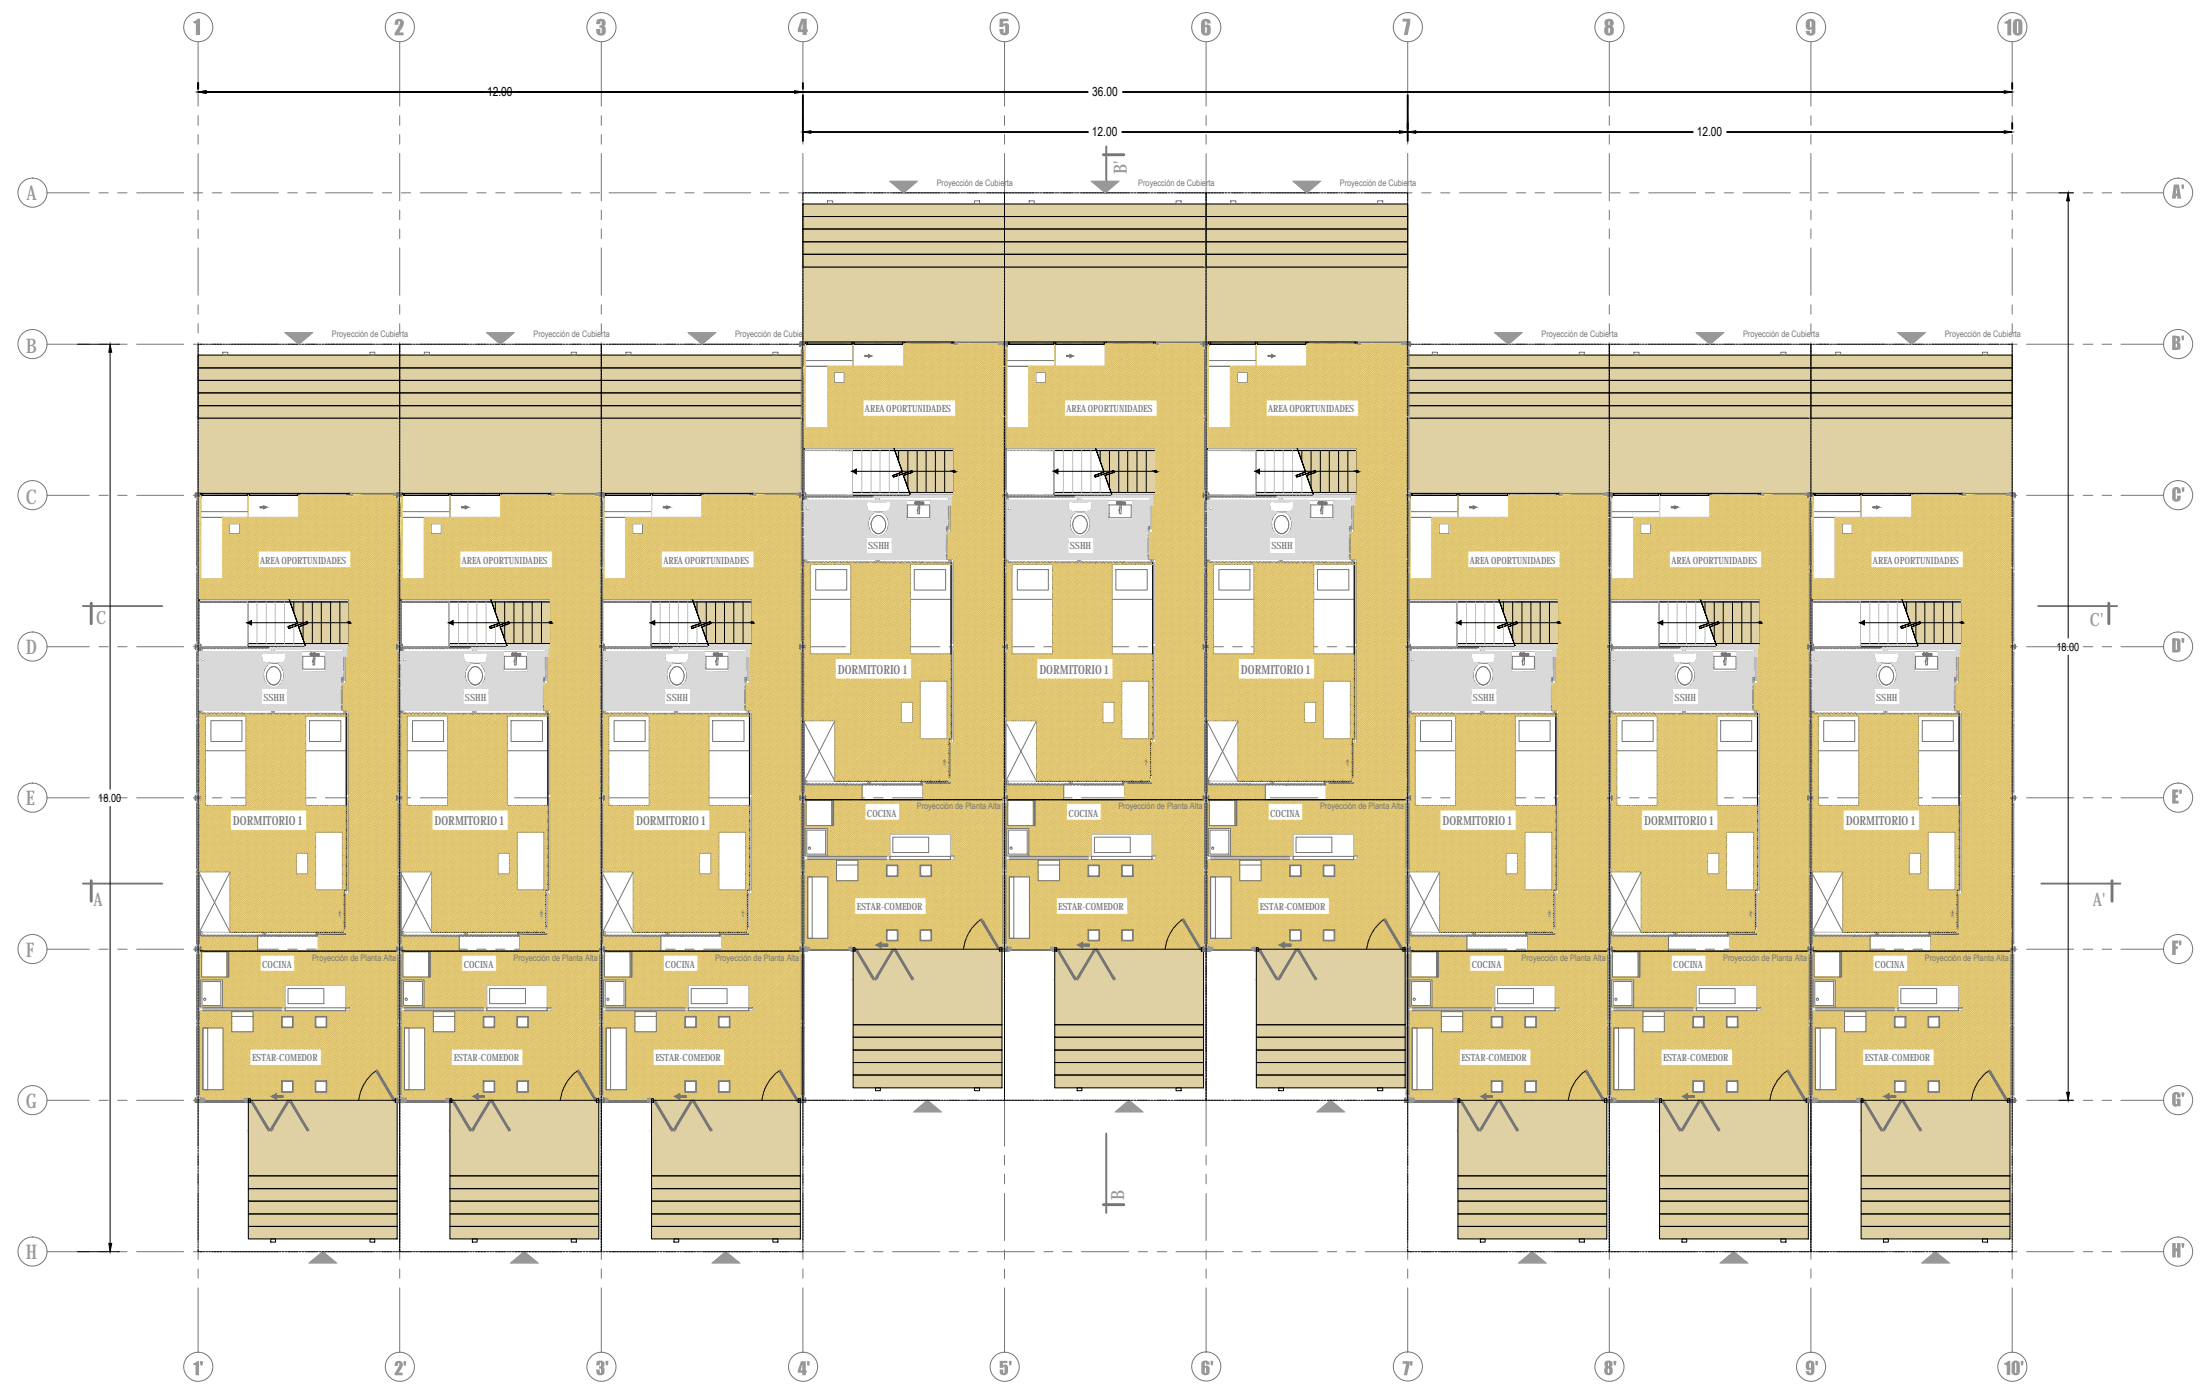 1 2 3 4 5 6 7 8 9 10
12.00 36.00
12.00 12.00
B'
A Proyección de Cubierta Proyección de Cubierta Proyección de Cubierta A'
Proyección de Cubierta Proyección de Cubierta Proyección de Cubie Proyección de Cubierta Proyección de Cubierta Proyección de Cubierta
B B'
AREA OPORTUNIDADES AREA OPORTUNIDADES AREA OPORTUNIDADES
C C'
SSHH SSHH SSHH
AREA OPORTUNIDADES AREA OPORTUNIDADES AREA OPORTUNIDADES AREA OPORTUNIDADES AREA OPORTUNIDADES AREA OPORTUNIDADES
C C'
D 18.00 D'
DORMITORIO 1 DORMITORIO 1 DORMITORIO 1
SSHH SSHH SSHH SSHH SSHH SSHH
E 18.00 E'
Proyección de Planta Alta Proyección de Planta Alta Proyección de Planta Alta
COCINA COCINA COCINA
DORMITORIO 1 DORMITORIO 1 DORMITORIO 1 DORMITORIO 1 DORMITORIO 1 DORMITORIO 1
A A'
ESTAR-COMEDOR ESTAR-COMEDOR ESTAR-COMEDOR
F F'
Proyección de Planta Alta Proyección de Planta Alta Proyección de Planta Alta Proyección de Planta Alta Proyección de Planta Alta Proyección de Planta Alta
COCINA COCINA COCINA COCINA COCINA COCINA
ESTAR-COMEDOR ESTAR-COMEDOR ESTAR-COMEDOR ESTAR-COMEDOR ESTAR-COMEDOR ESTAR-COMEDOR
G G'
B
H H'
1' 2' 3' 4' 5' 6' 7' 8' 9' 10'